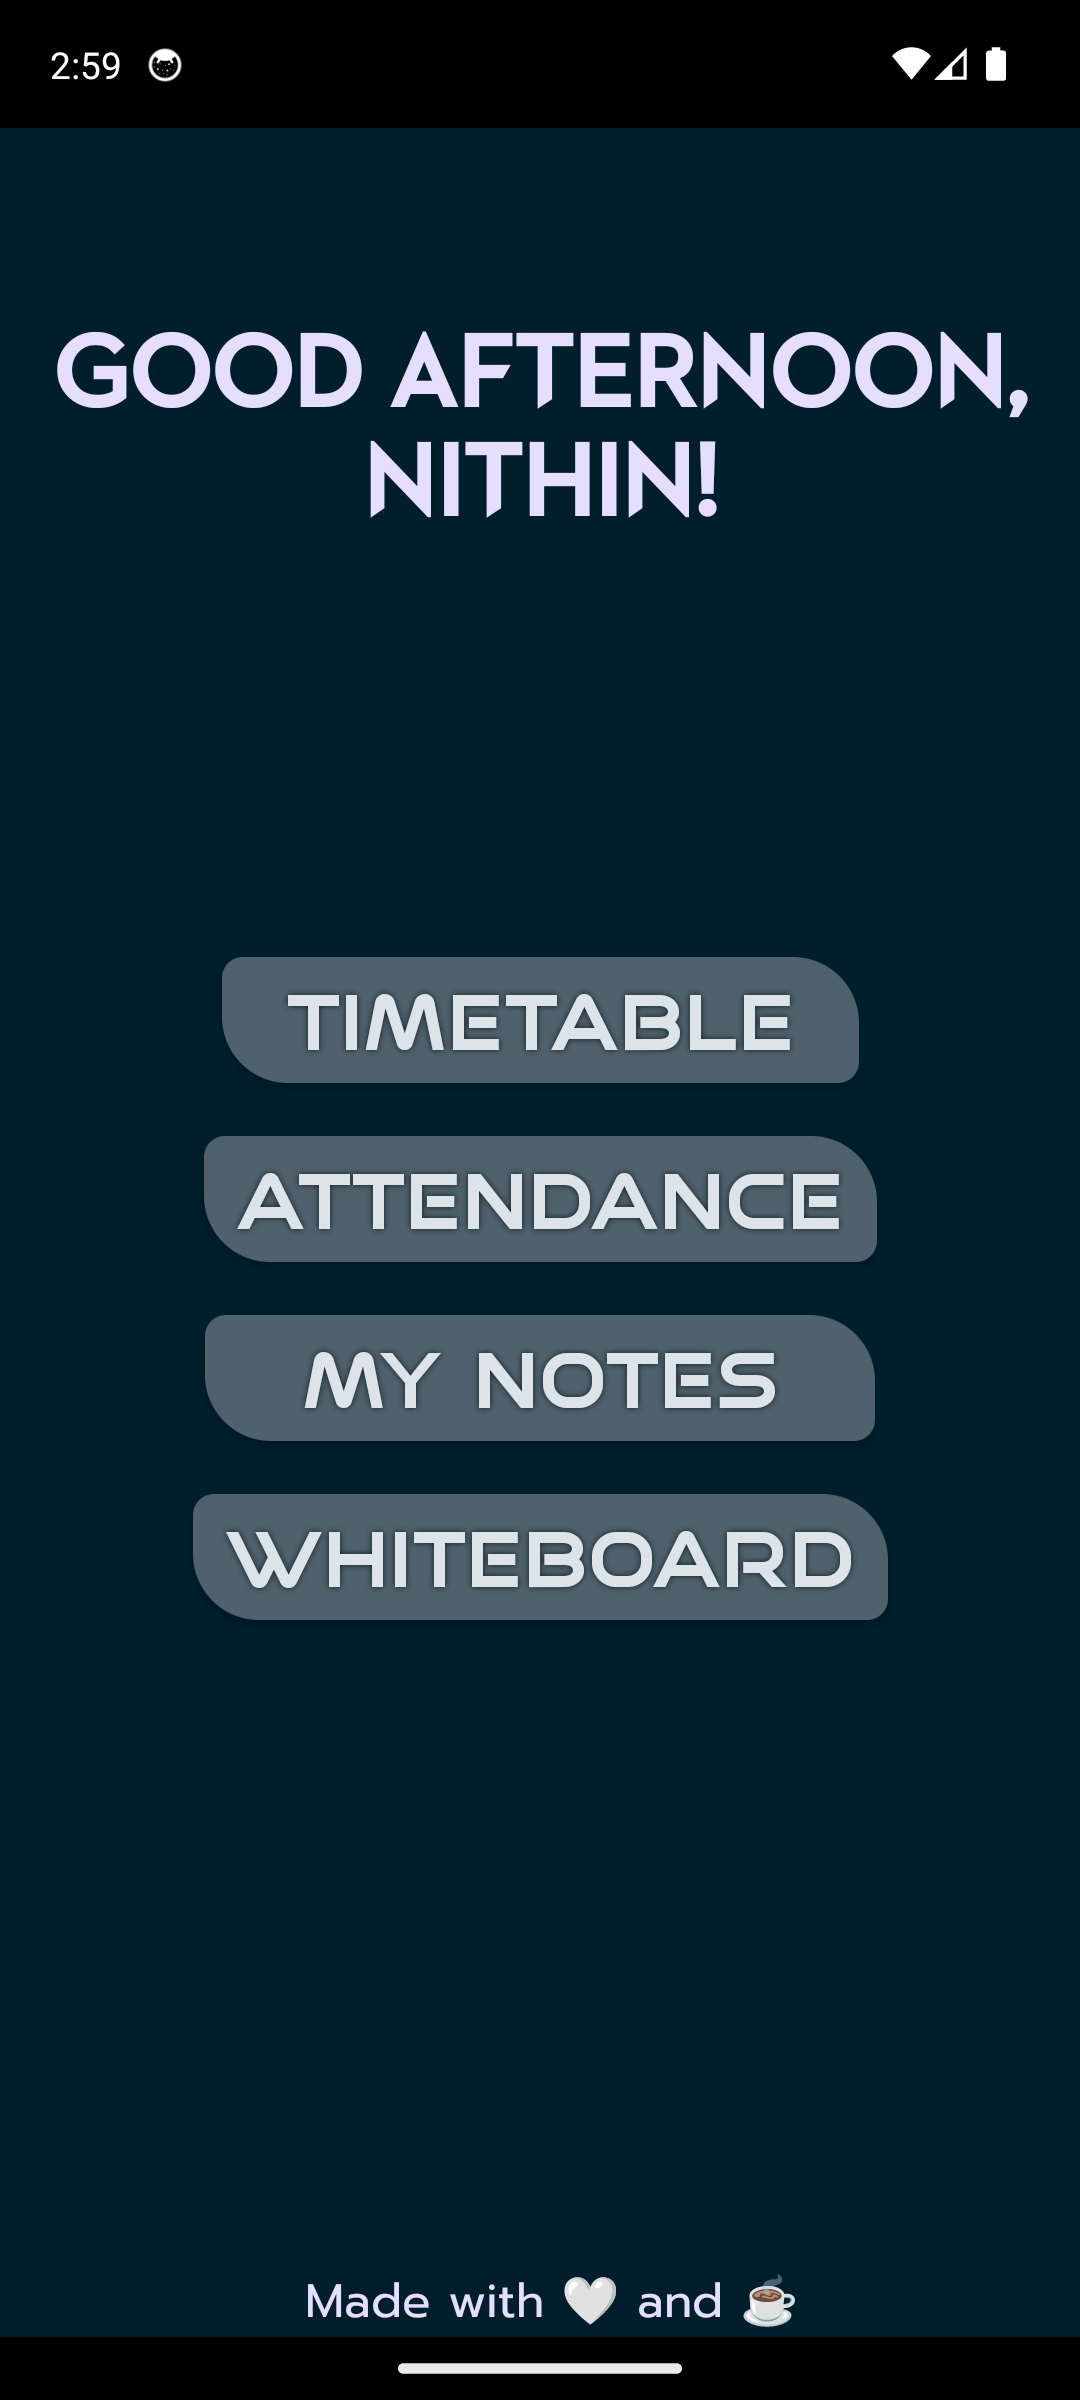 2:59
GOOD AFTERNOON,
NITHIN!
TIMETABLE
ATTENDANCE
MY NOTES
WHITEBOARD
Made with 🤍 and ☕